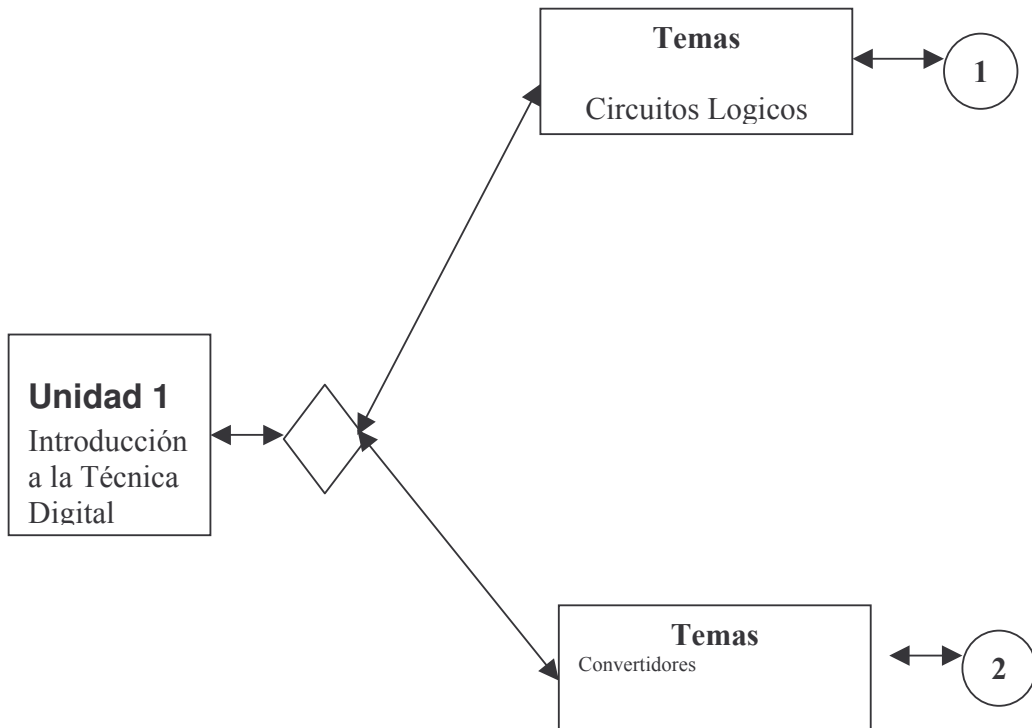 Temas
Circuitos Logicos
1
Unidad 1
Introducción
a la Técnica
Digital
Temas
Convertidores
2